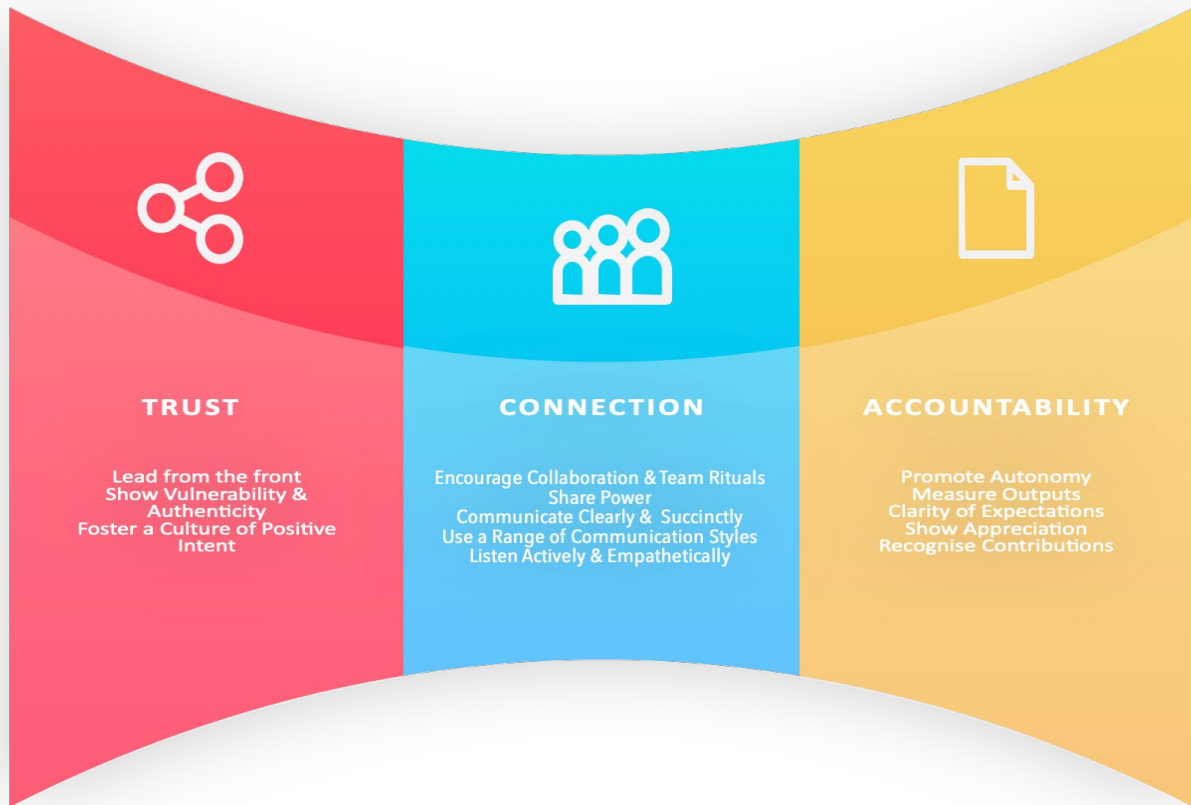 TRUST
Lead from the front
Show Vulnerability &
Authenticity
Foster a Culture of Positive
Intent
CONNECTION
Encourage Collaboration & Team Rituals
Share Power
Communicate Clearly & Succinctly
Use a Range of Communication Styles
Listen Actively & Empathetically
ACCOUNTABILITY
Promote Autonomy
Measure Outputs
Clarity of Expectations
Show Appreciation
Recognise Contributions